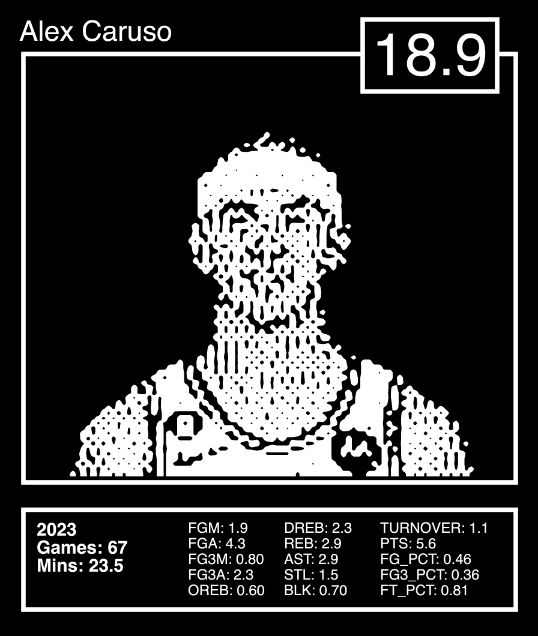 Alex Caruso
18.9
2023
Games: 67
Mins: 23.5
FGM: 1.9
FGA: 4.3
FG3M: 0.80
FG3A: 2.3
OREB: 0.60
DREB: 2.3
REB: 2.9
AST: 2.9
STL: 1.5
BLK: 0.70
TURNOVER: 1.1
PTS: 5.6
FG_PCT: 0.46
FG3_PCT: 0.36
FT_PCT: 0.81